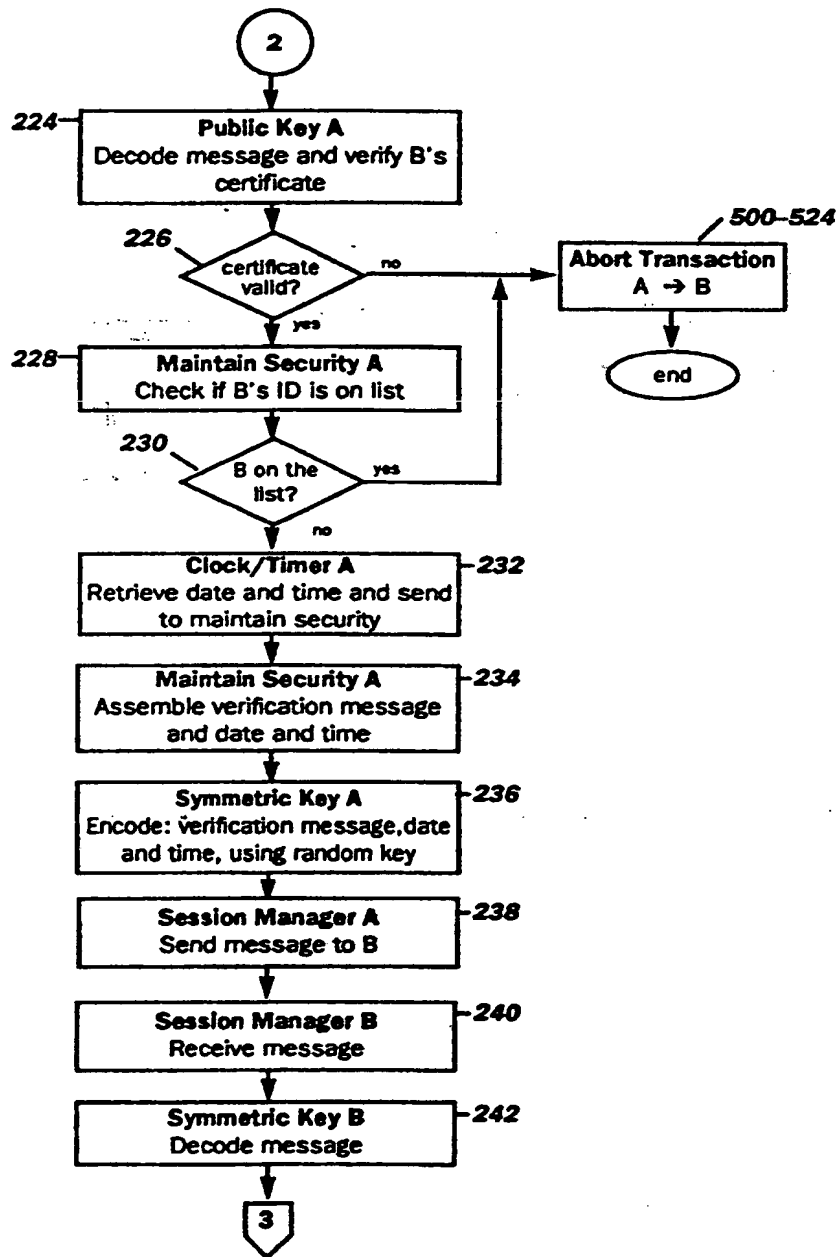 2
224
Public Key A
Decode message and verify B's
certificate
226
certificate
valid?
no
yes
500-524
Abort Transaction
A → B
end
228
Maintain Security A
Check if B's ID is on list
230
B on the
list?
yes
no
Clock/Timer A
Retrieve date and time and send
to maintain security
232
Maintain Security A
Assemble verification message
and date and time
234
Symmetric Key A
Encode: verification message,date
and time, using random key
236
Session Manager A
Send message to B
238
Session Manager B
Receive message
240
Symmetric Key B
Decode message
242
3